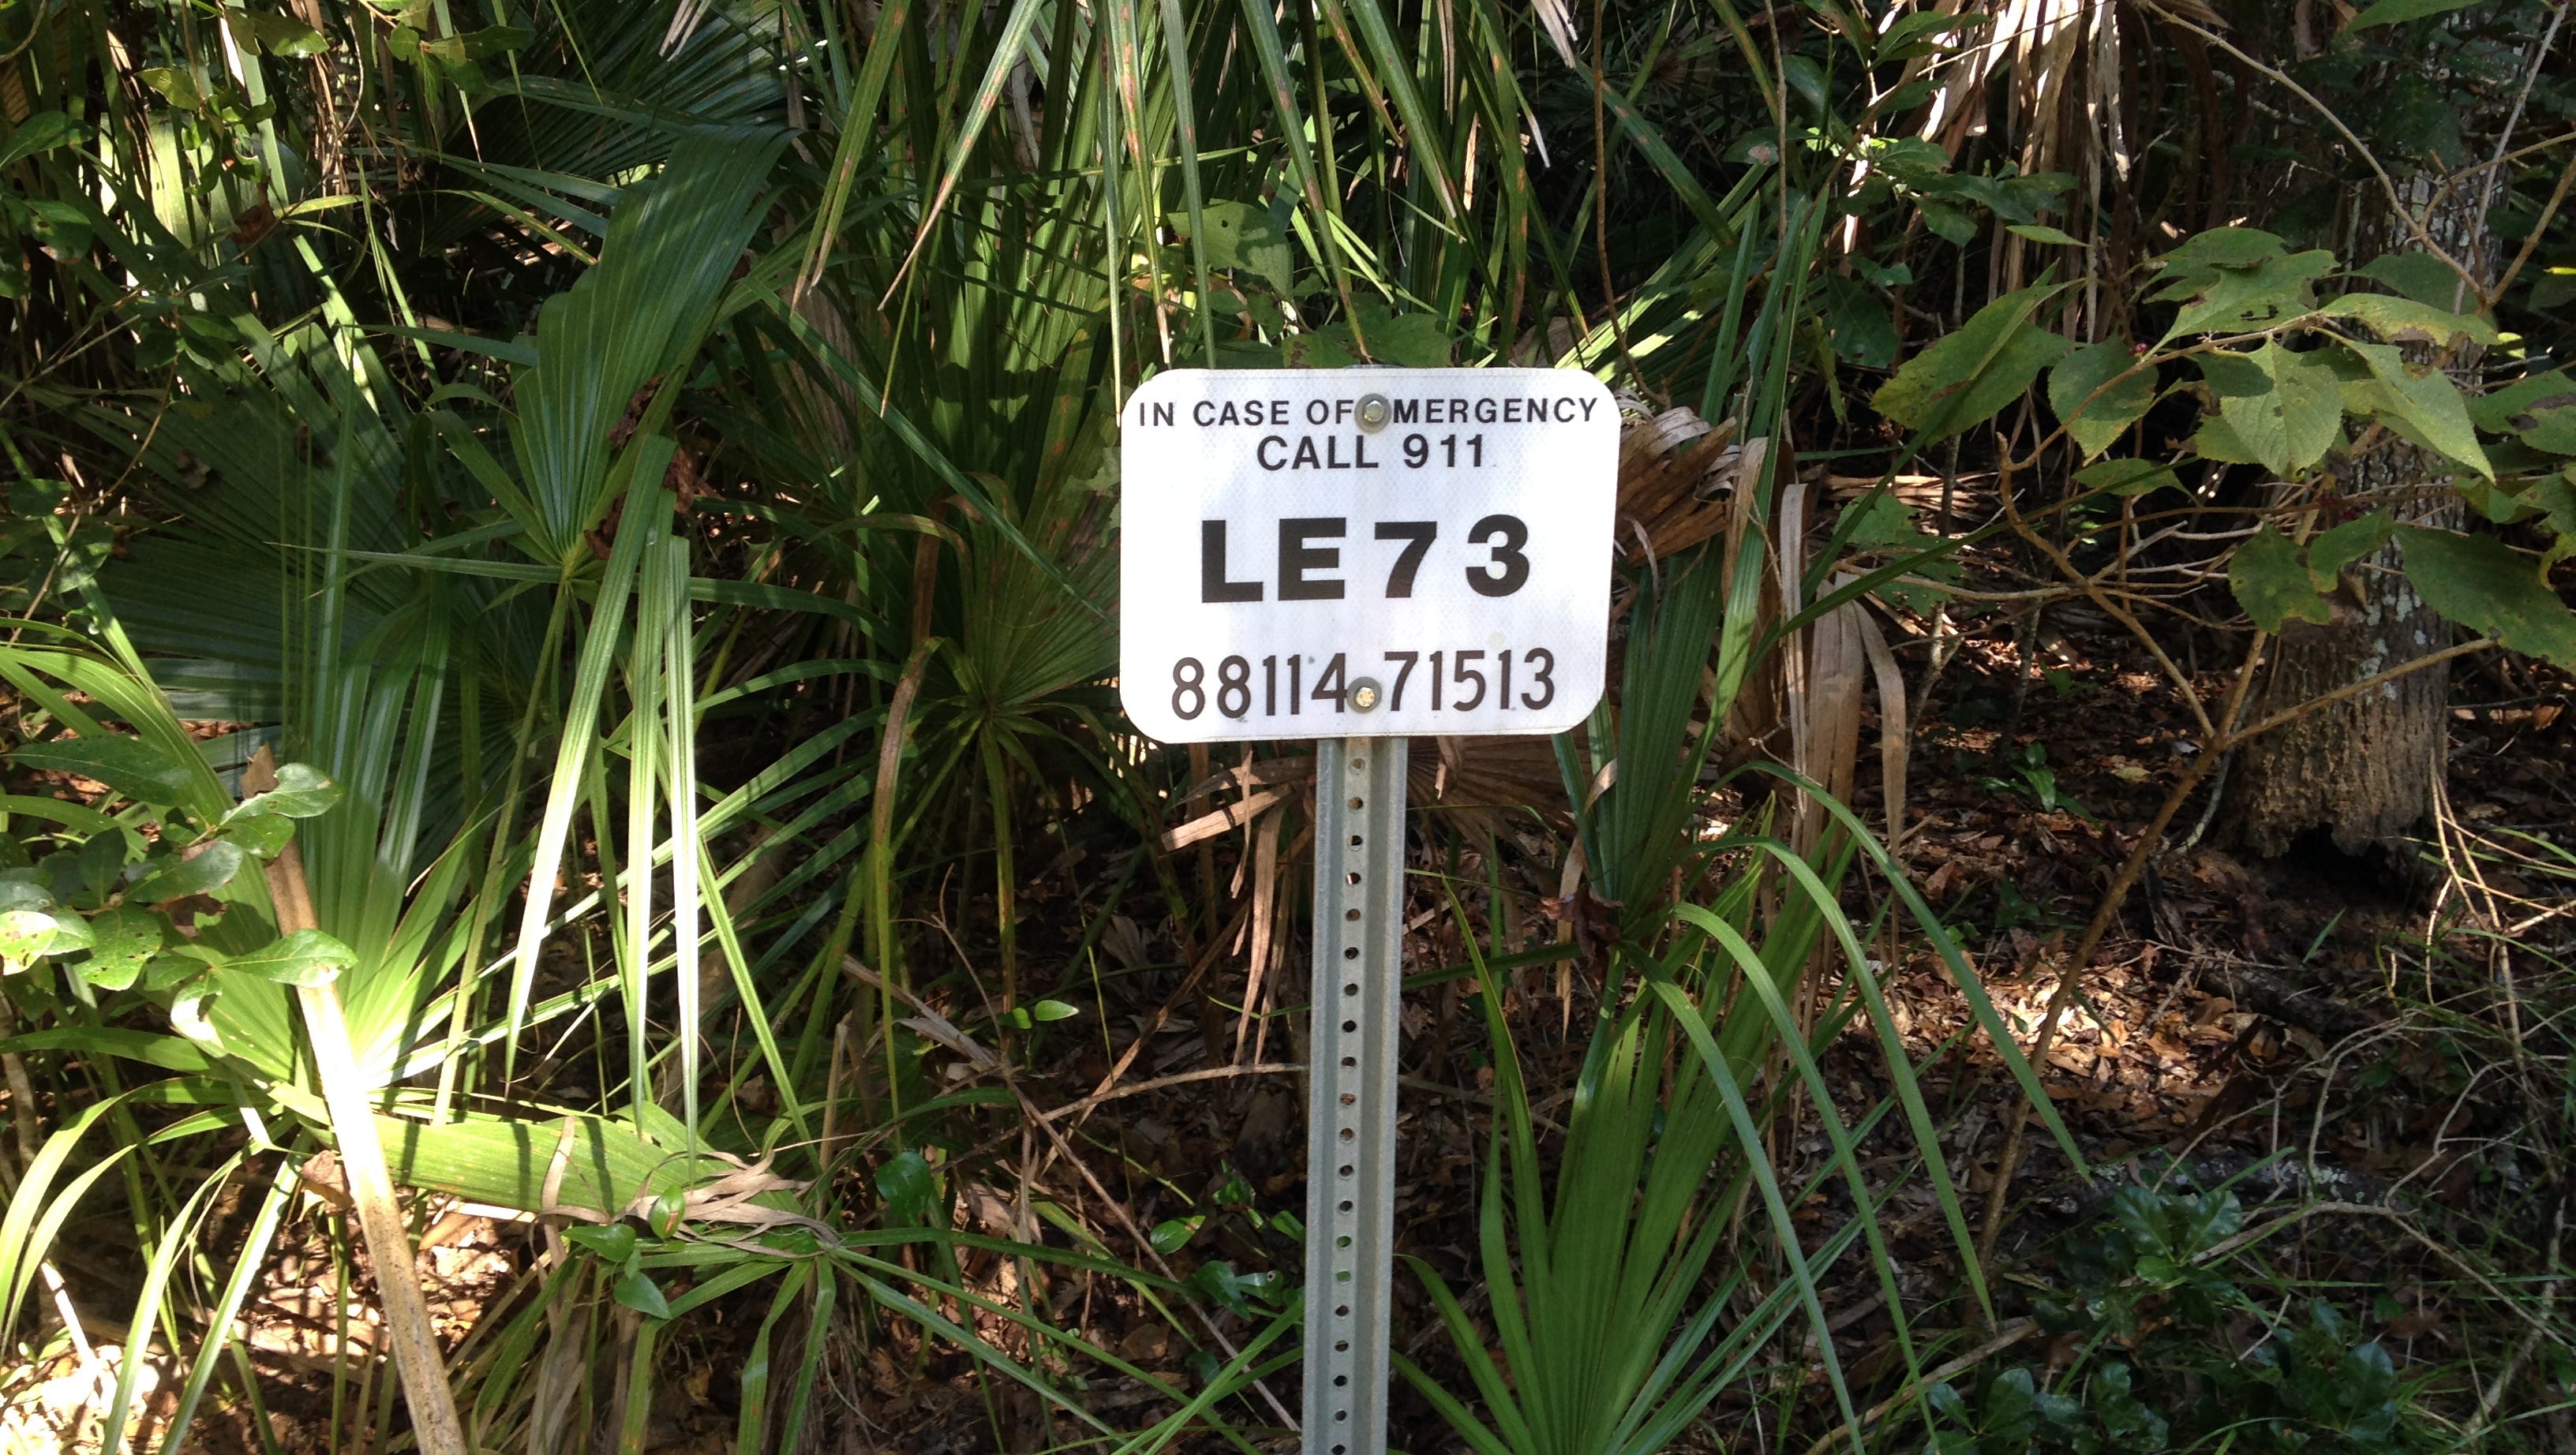 IN CASE OF MERGENCY
CALL 911
LE73
88114 71513